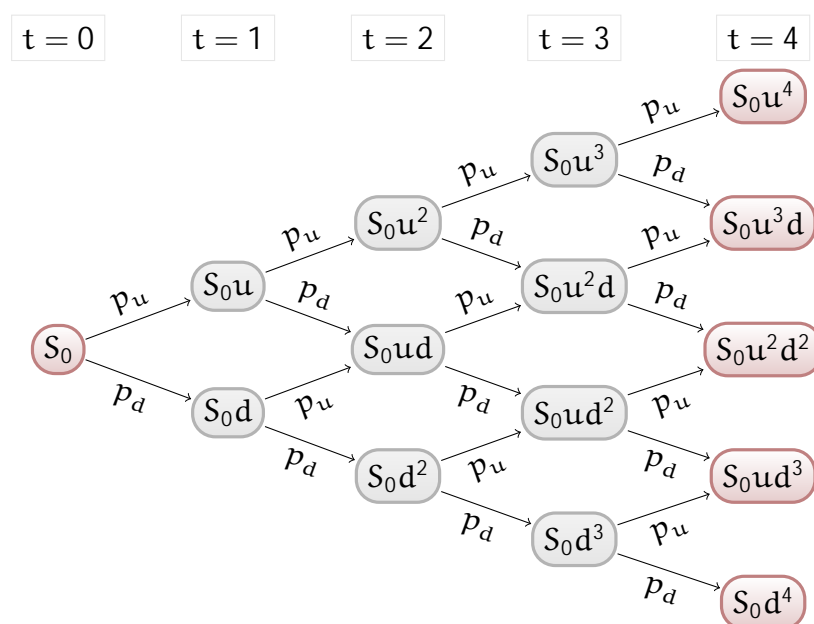 t = 0 t = 1 t = 2 t = 3 t = 4
S₀u⁴
p_u
S₀u³
p_u p_d
S₀u² S₀u³d
p_u p_d p_u
S₀u S₀u²d
p_u p_d p_u p_d
S₀ S₀ud S₀u²d²
p_d p_u p_d p_u
S₀d S₀ud²
p_d p_u p_d
S₀d² S₀ud³
p_d p_u
S₀d³
p_d
S₀d⁴